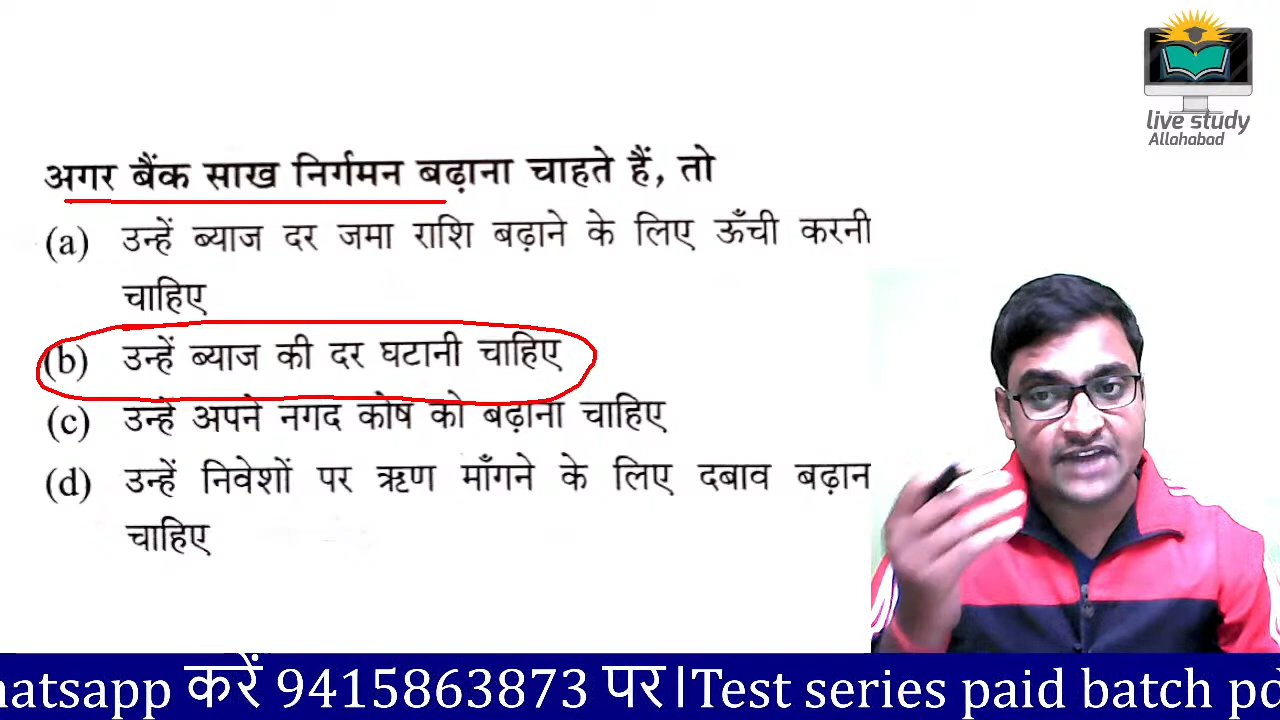 live study
Allahabad
अगर बैंक साख निर्गमन बढ़ाना चाहते हैं, तो
(a) उन्हें ब्याज दर जमा राशि बढ़ाने के लिए ऊँची करनी
चाहिए
(b) उन्हें ब्याज की दर घटानी चाहिए
(c) उन्हें अपने नगद कोष को बढ़ाना चाहिए
(d) उन्हें निवेशों पर ऋण माँगने के लिए दबाव बढ़ान
चाहिए
hatsapp करें 9415863873 पर।Test series paid batch pd